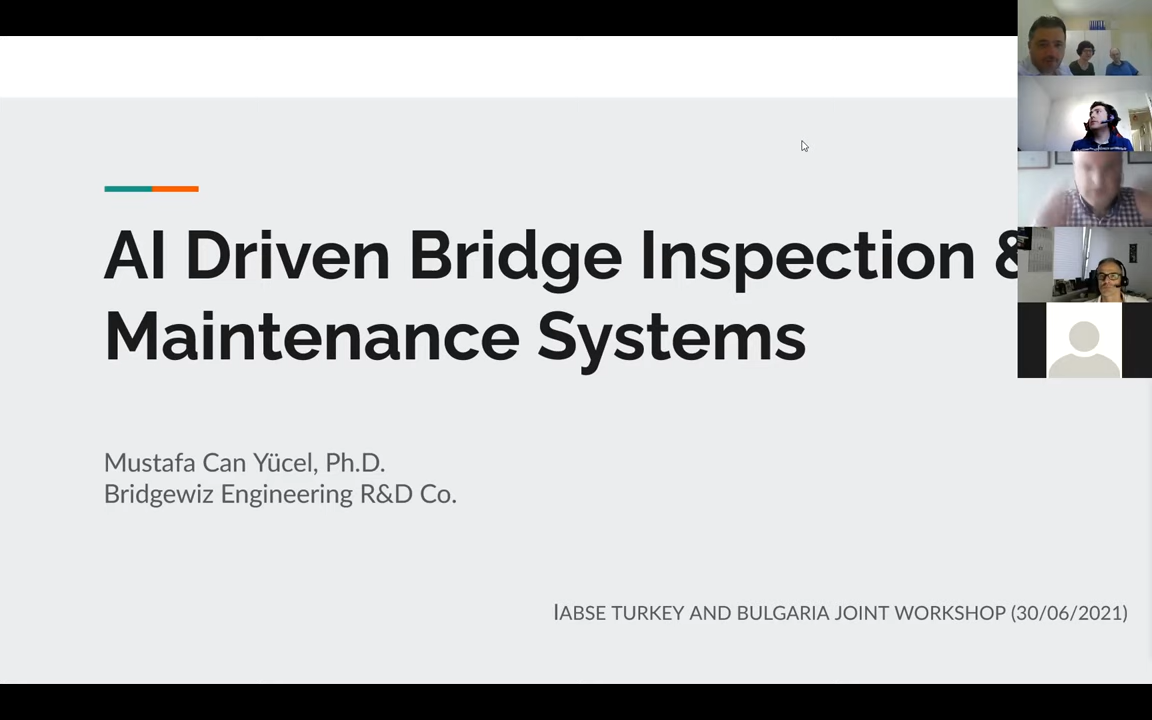 AI Driven Bridge Inspection &
Maintenance Systems
Mustafa Can Yücel, Ph.D.
Bridgewiz Engineering R&D Co.
IABSE TURKEY AND BULGARIA JOINT WORKSHOP (30/06/2021)